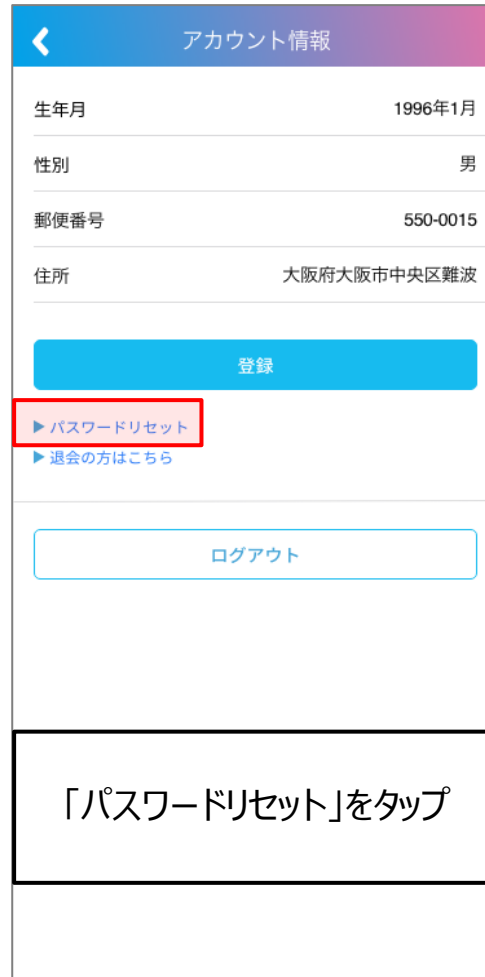 アカウント情報
生年月 1996年1月
性別 男
郵便番号 550-0015
住所 大阪府大阪市中央区難波
登録
パスワードリセット
退会の方はこちら
ログアウト
「パスワードリセット」をタップ